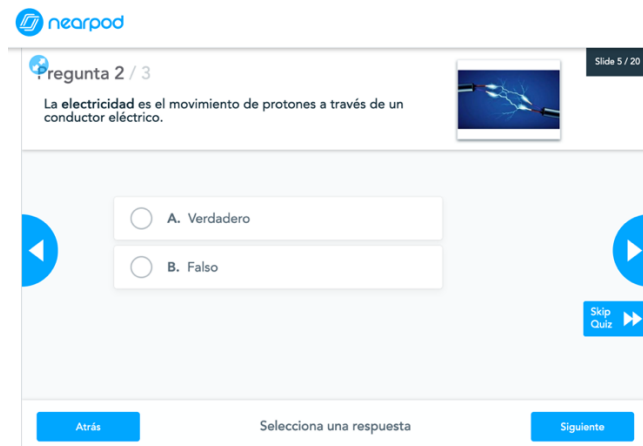 nearpod
Slide 5 / 20
Pregunta 2 / 3
La electricidad es el movimiento de protones a través de un
conductor eléctrico.
A. Verdadero
B. Falso
Skip
Quiz
Atrás
Selecciona una respuesta
Siguiente